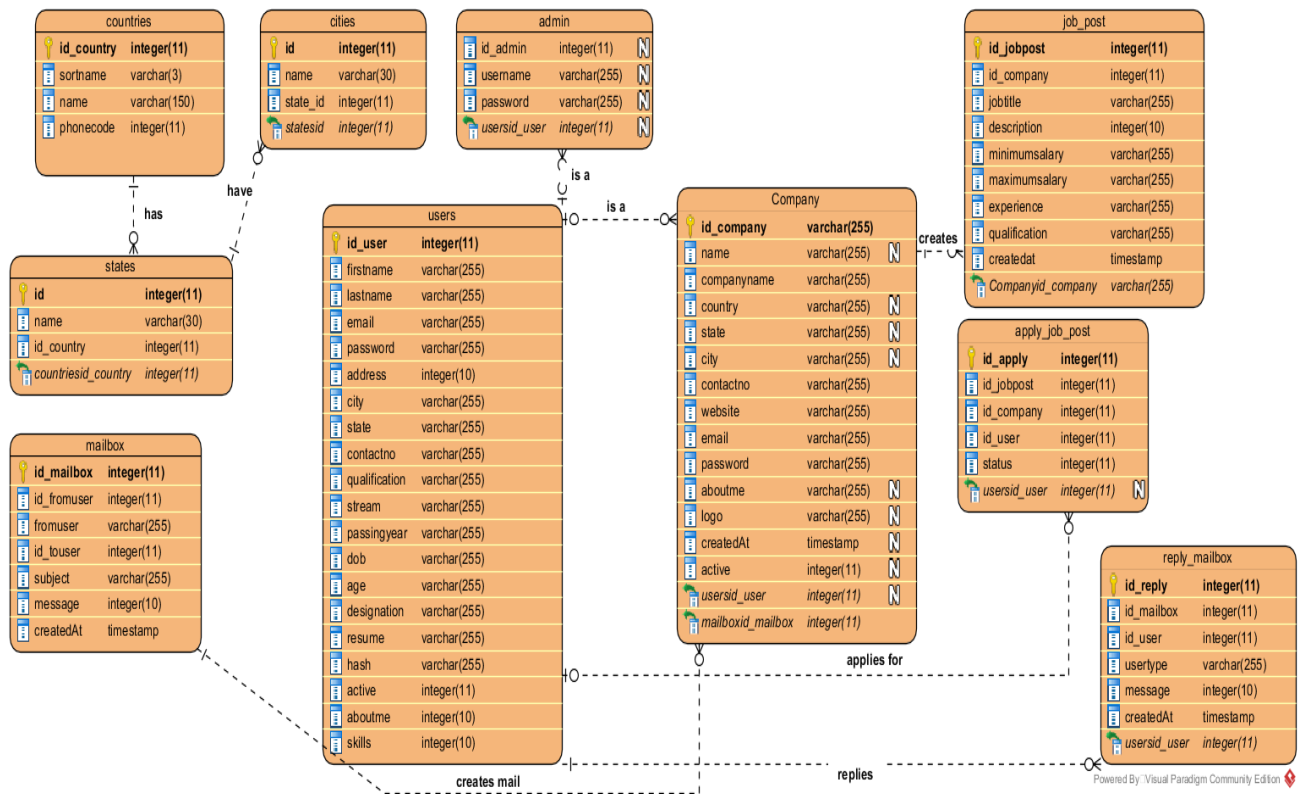 countries
id_country integer(11)
sortname varchar(3)
name varchar(150)
phonecode integer(11)
cities
id integer(11)
name varchar(30)
state_id integer(11)
statesid integer(11)
admin
id_admin integer(11) N
username varchar(255) N
password varchar(255) N
usersid_user integer(11) N
job_post
id_jobpost integer(11)
id_company integer(11)
jobtitle varchar(255)
description integer(10)
minimumsalary varchar(255)
maximumsalary varchar(255)
experience varchar(255)
qualification varchar(255)
createdat timestamp
Companyid_company varchar(255)
has
have
is a
is a
creates
states
id integer(11)
name varchar(30)
id_country integer(11)
countriesid_country integer(11)
users
id_user integer(11)
firstname varchar(255)
lastname varchar(255)
email varchar(255)
password varchar(255)
address integer(10)
city varchar(255)
state varchar(255)
contactno varchar(255)
qualification varchar(255)
stream varchar(255)
passingyear varchar(255)
dob varchar(255)
age varchar(255)
designation varchar(255)
resume varchar(255)
hash varchar(255)
active integer(11)
aboutme integer(10)
skills integer(10)
Company
id_company varchar(255)
name varchar(255) N
companyname varchar(255)
country varchar(255) N
state varchar(255) N
city varchar(255) N
contactno varchar(255)
website varchar(255)
email varchar(255)
password varchar(255)
aboutme varchar(255) N
logo varchar(255) N
createdAt timestamp N
active integer(11) N
usersid_user integer(11) N
mailboxid_mailbox integer(11)
apply_job_post
id_apply integer(11)
id_jobpost integer(11)
id_company integer(11)
id_user integer(11)
status integer(11)
usersid_user integer(11) N
mailbox
id_mailbox integer(11)
id_fromuser integer(11)
fromuser varchar(255)
id_touser integer(11)
subject varchar(255)
message integer(10)
createdAt timestamp
reply_mailbox
id_reply integer(11)
id_mailbox integer(11)
id_user integer(11)
usertype varchar(255)
message integer(10)
createdAt timestamp
usersid_user integer(11)
applies for
creates mail
replies
Powered By Visual Paradigm Community Edition